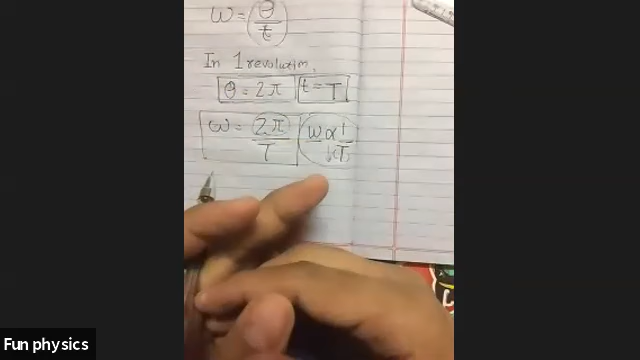 ω = θ/t
In 1 revolution,
θ = 2π t = T
ω = 2π/T ω α 1/T
Fun physics